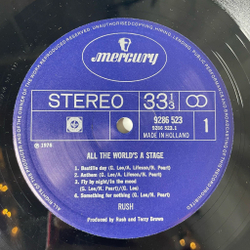 mercury
STEREO 33 1/3
9286 523
9286 523.1
MADE IN HOLLAND
1
℗ 1976
ALL THE WORLD'S A STAGE
1. Bastille day (G. Lee/A. Lifeson/N. Peart)
2. Anthem (G. Lee/A. Lifeson/N. Peart)
3. Fly by night/In the mood
(G. Lee/N. Peart)/(G. Lee)
4. Something for nothing (G. Lee/N. Peart)
RUSH
Produced by Rush and Terry Brown